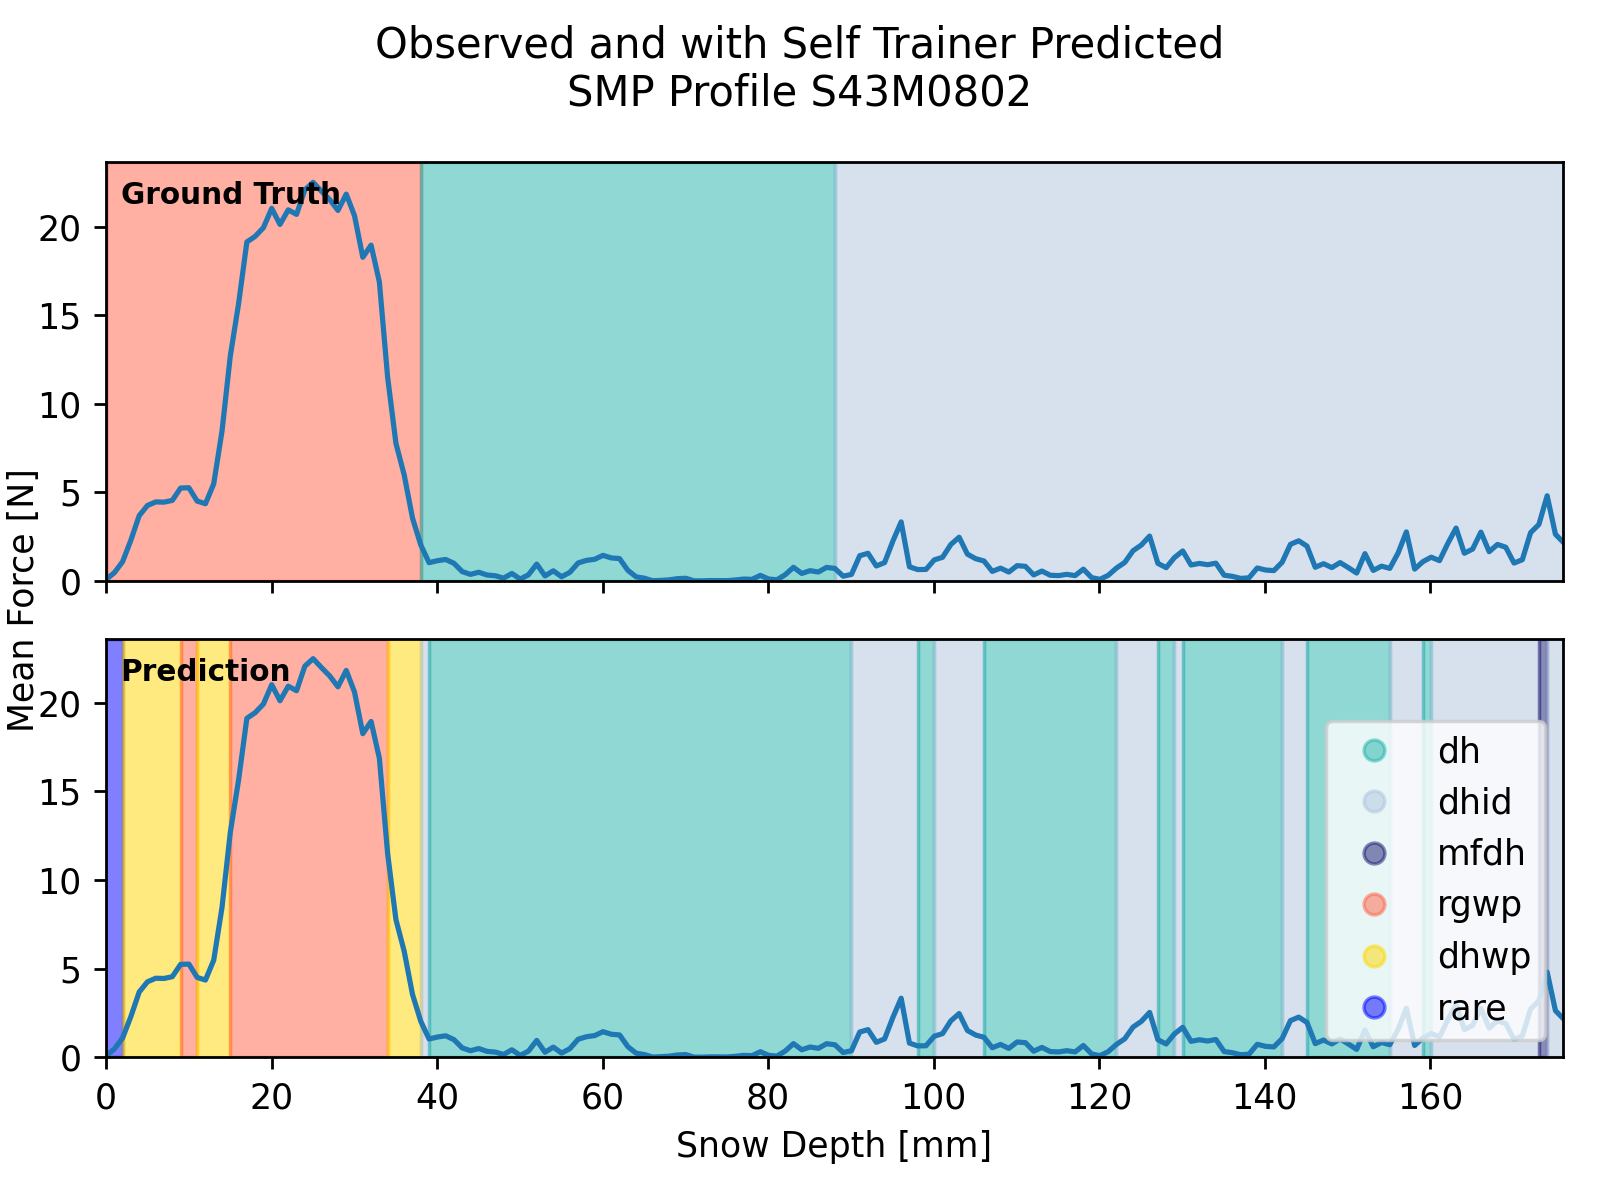 Observed and with Self Trainer Predicted
SMP Profile S43M0802
Ground Truth
20
15
10
5
0
Mean Force [N]
Prediction
20
15
10
5
0
dh
dhid
mfdh
rgwp
dhwp
rare
0 20 40 60 80 100 120 140 160
Snow Depth [mm]